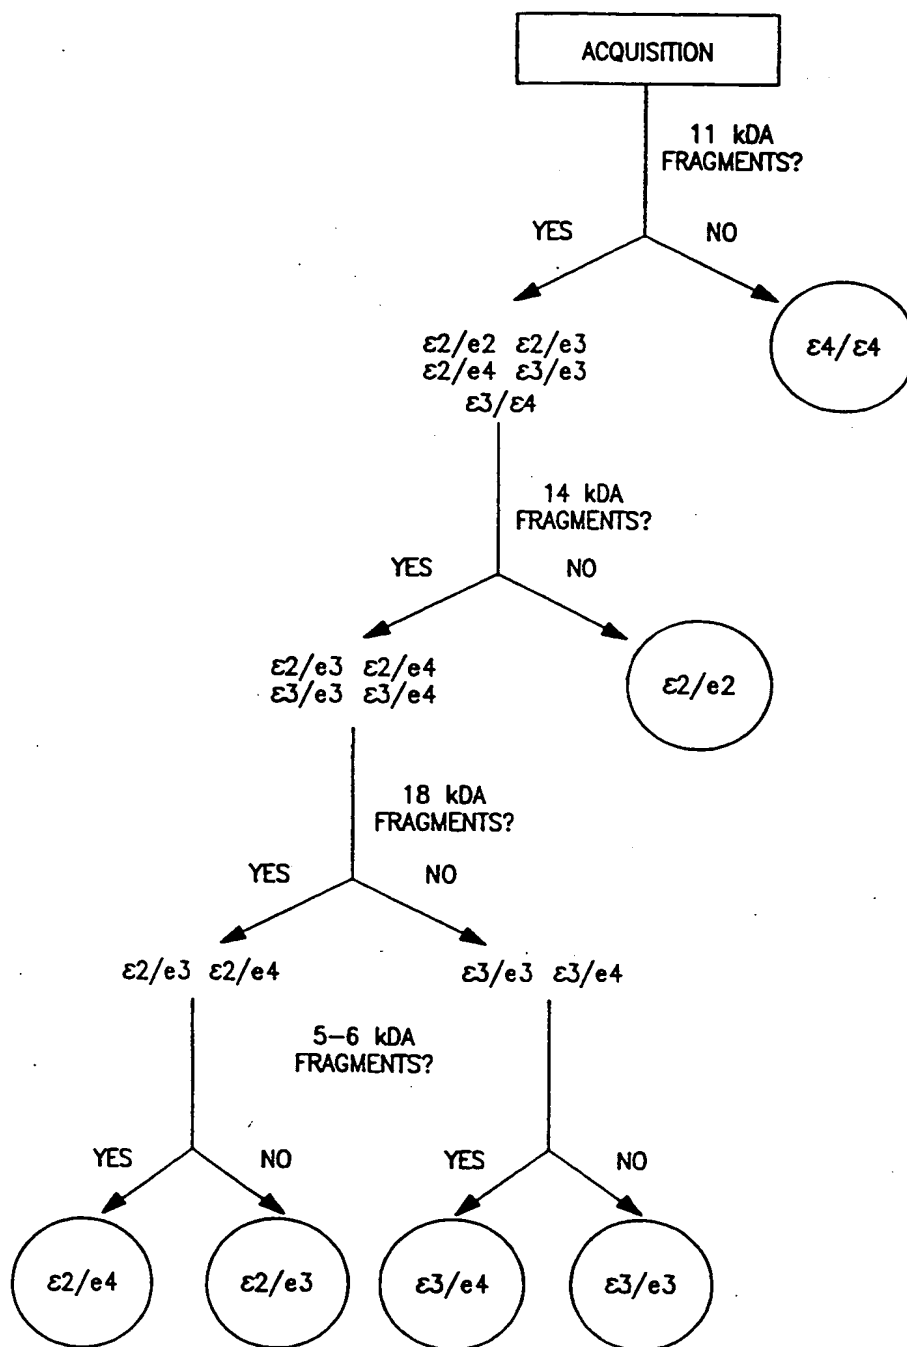 ACQUISITION
11 kDA
FRAGMENTS?
YES NO
ε2/e2 ε2/e3
ε2/e4 ε3/e3
ε3/ε4
ε4/ε4
14 kDA
FRAGMENTS?
YES NO
ε2/e3 ε2/e4
ε3/e3 ε3/e4
ε2/e2
18 kDA
FRAGMENTS?
YES NO
ε2/e3 ε2/e4
ε3/e3 ε3/e4
5–6 kDA
FRAGMENTS?
YES NO
YES NO
ε2/e4
ε2/e3
ε3/e4
ε3/e3